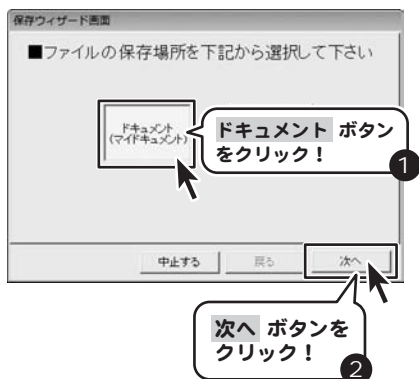 保存ウィザード画面
■ファイルの保存場所を下記から選択して下さい
ドキュメント
(マイドキュメント)
ドキュメント ボタン
をクリック！
1
中止する 戻る 次へ
次へ ボタンを
クリック！
2